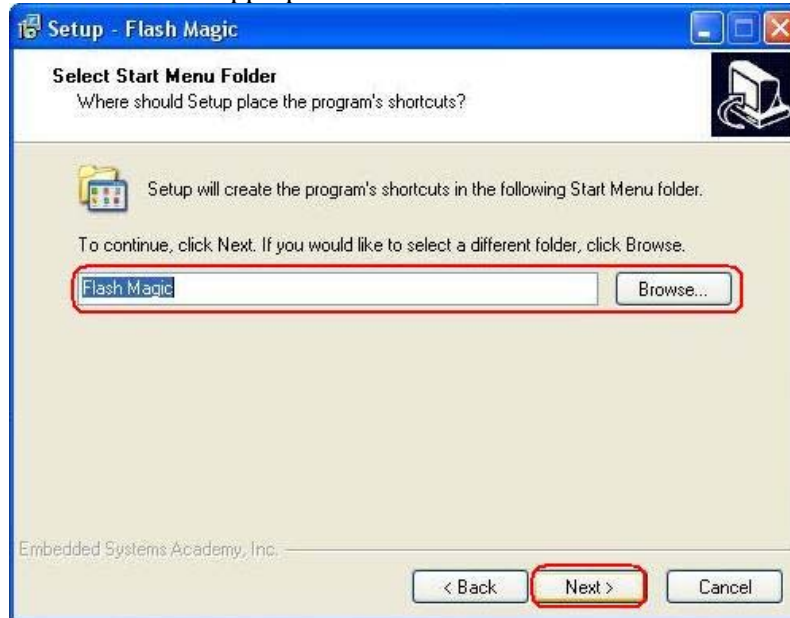 Setup - Flash Magic
Select Start Menu Folder
Where should Setup place the program's shortcuts?
Setup will create the program's shortcuts in the following Start Menu folder.
To continue, click Next. If you would like to select a different folder, click Browse.
Flash Magic Browse...
Embedded Systems Academy, Inc.
< Back Next > Cancel